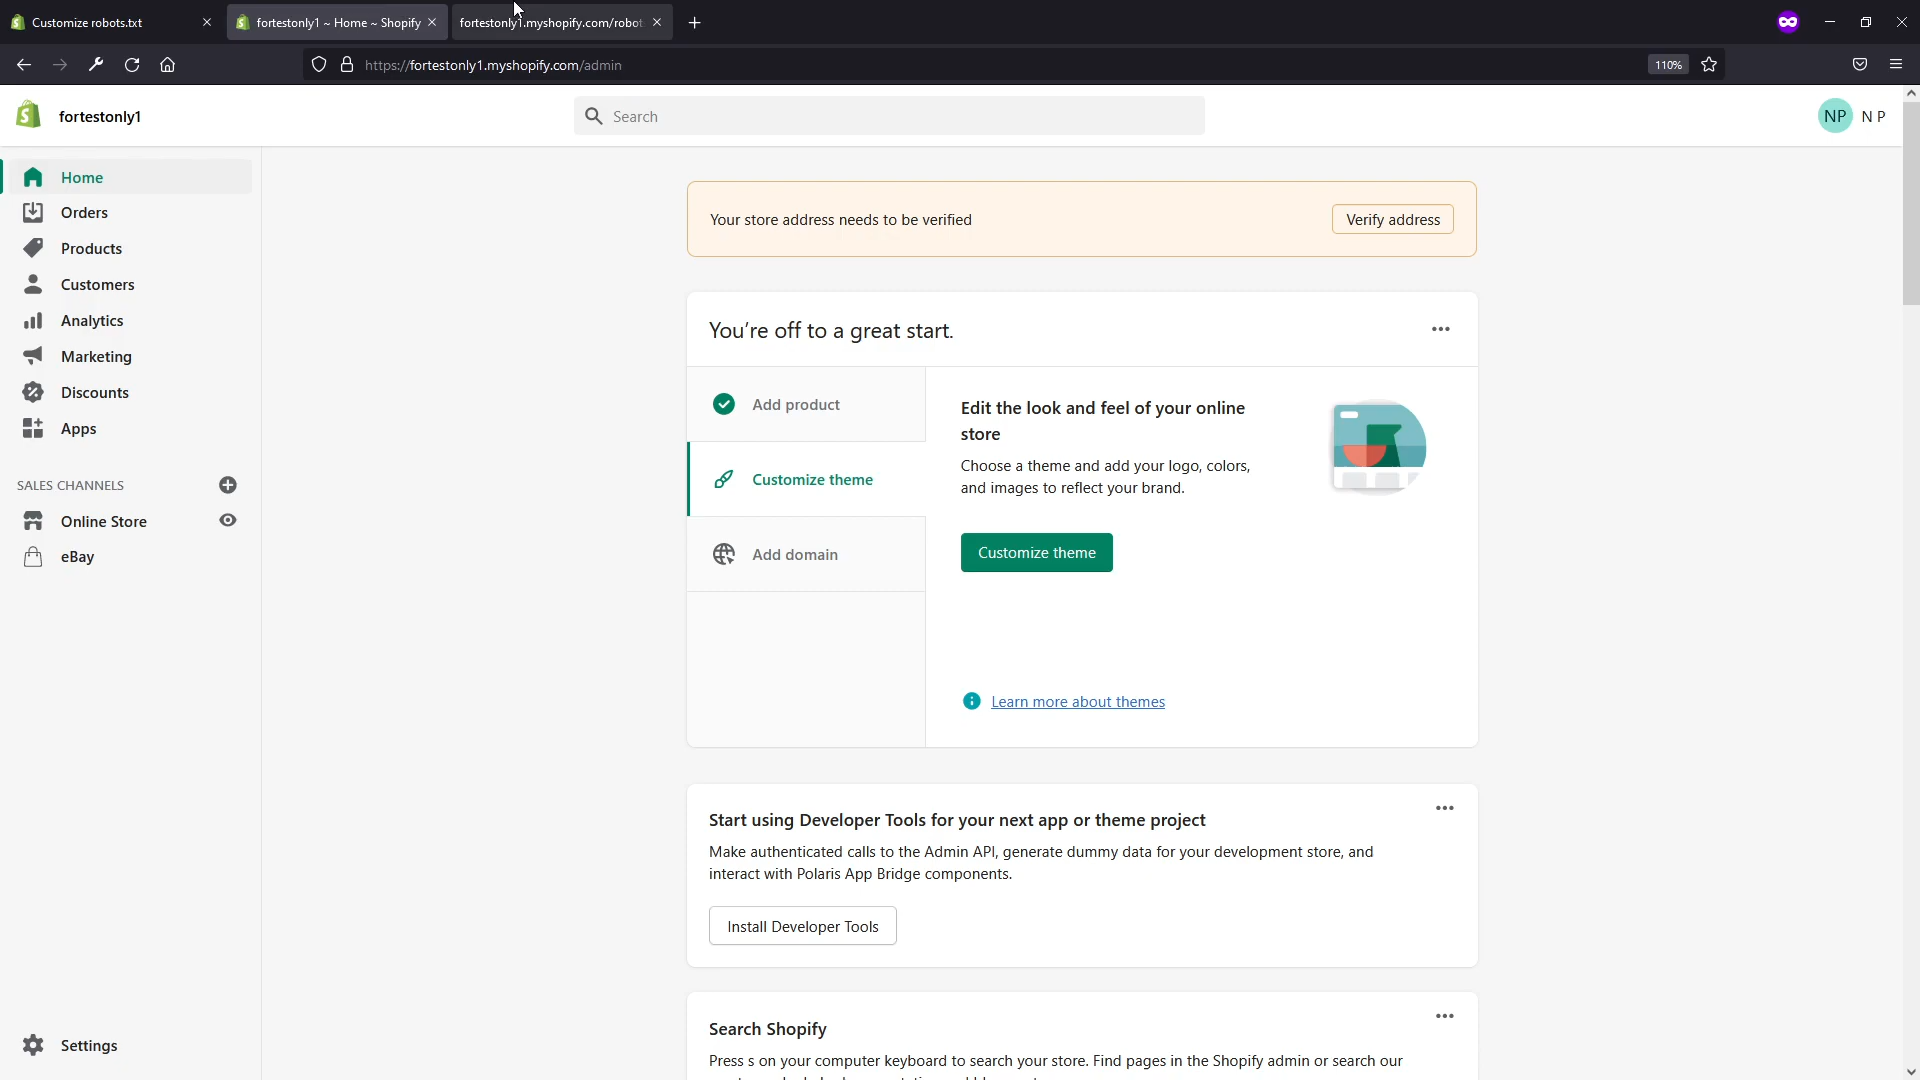 Customize robots.txt
fortestonly1 ~ Home ~ Shopify
fortestonly1.myshopify.com/robot
https://fortestonly1.myshopify.com/admin
110%
fortestonly1
Search
NP
N P
Home
Orders
Products
Customers
Analytics
Marketing
Discounts
Apps
SALES CHANNELS
Online Store
eBay
Settings
Your store address needs to be verified
Verify address
You're off to a great start.
Add product
Customize theme
Add domain
Edit the look and feel of your online
store
Choose a theme and add your logo, colors,
and images to reflect your brand.
Customize theme
Learn more about themes
Start using Developer Tools for your next app or theme project
Make authenticated calls to the Admin API, generate dummy data for your development store, and
interact with Polaris App Bridge components.
Install Developer Tools
Search Shopify
Press s on your computer keyboard to search your store. Find pages in the Shopify admin or search our